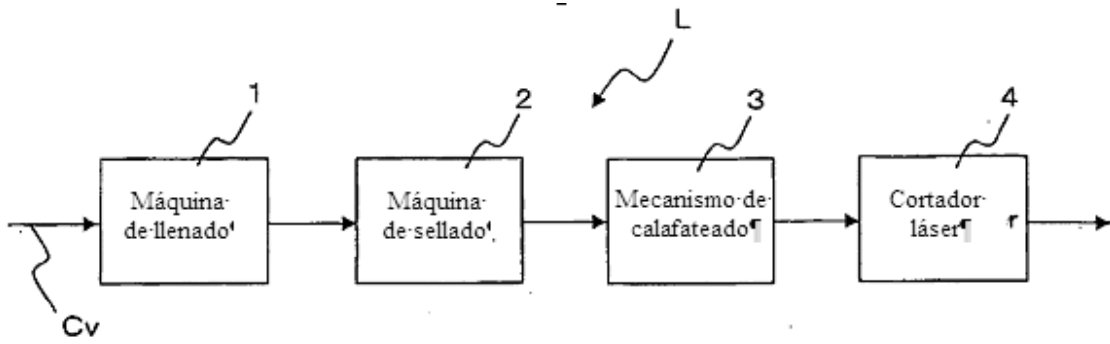 L
1
2
3
4
Máquina
de llenado
Máquina
de sellado
Mecanismo de
calafateado¶
Cortador
láser¶
r
Cv